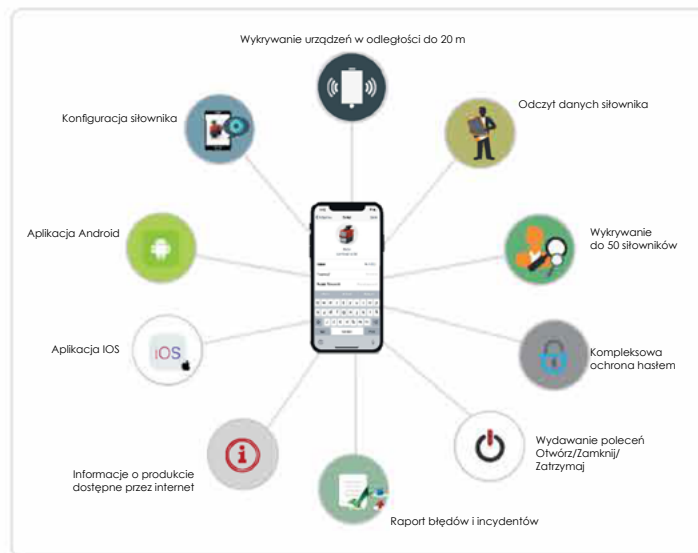 Wykrywanie urządzeń w odległości do 20 m
Konfiguracja siłownika
Odczyt danych siłownika
Aplikacja Android
Wykrywanie
do 50 siłowników
Aplikacja IOS
iOS
Kompleksowa
ochrona hasłem
Informacje o produkcie
dostępne przez internet
Wydawanie poleceń
Otwórz/Zamknij/
Zatrzymaj
Raport błędów i incydentów